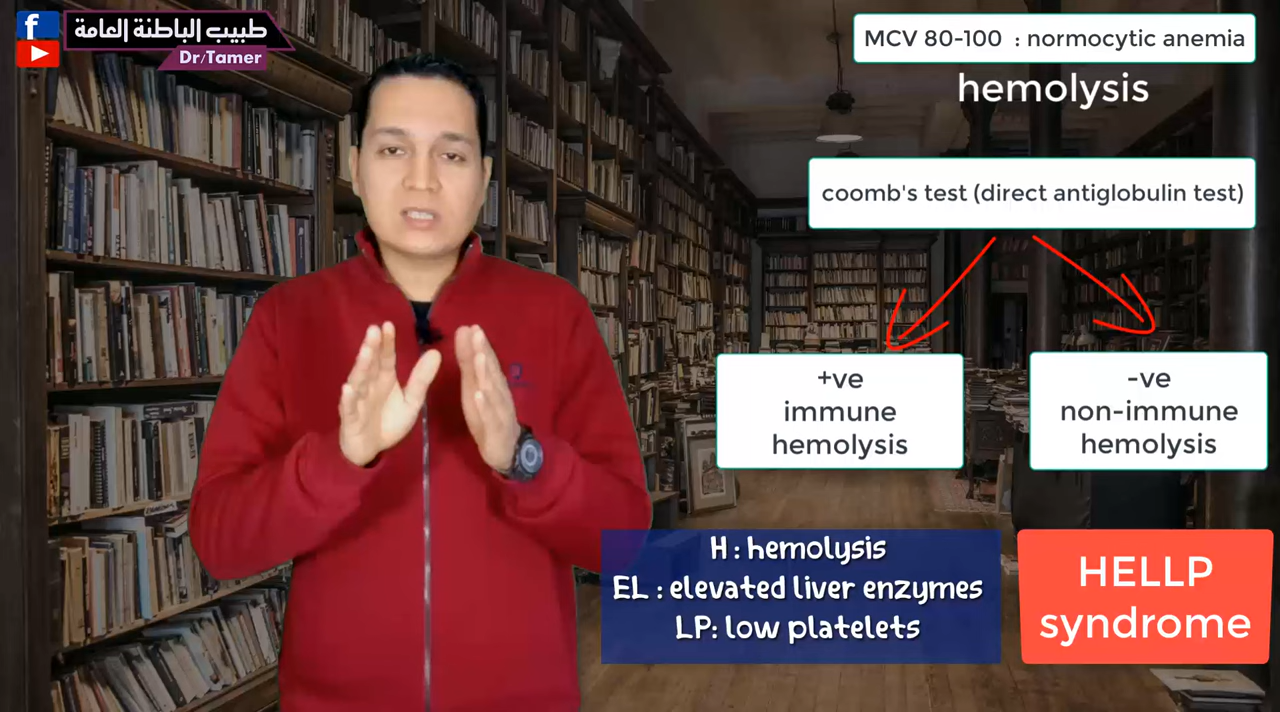 f
طبيب الباطنة العامة
Dr/Tamer
MCV 80-100 : normocytic anemia
hemolysis
coomb's test (direct antiglobulin test)
+ve
immune
hemolysis
-ve
non-immune
hemolysis
H : hemolysis
EL : elevated liver enzymes
LP: low platelets
HELLP
syndrome